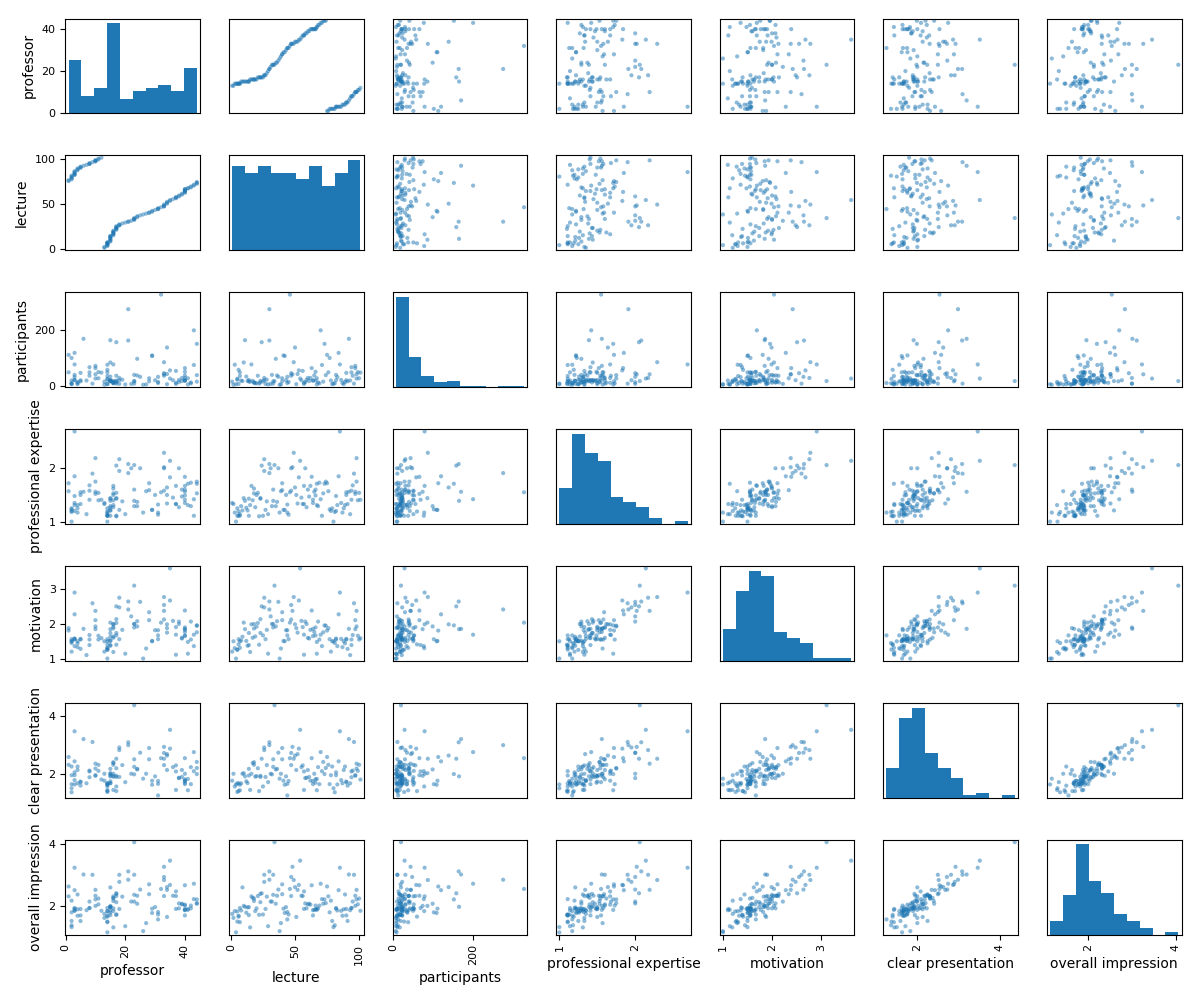 professor
40
20
0
lecture
100
50
0
participants
200
0
professional expertise
2
1
motivation
3
2
1
clear presentation
4
2
overall impression
4
2
0 20 40 0 50 100 0 200 1 2 1 2 3 2 4 2 4
professor lecture participants professional expertise motivation clear presentation overall impression